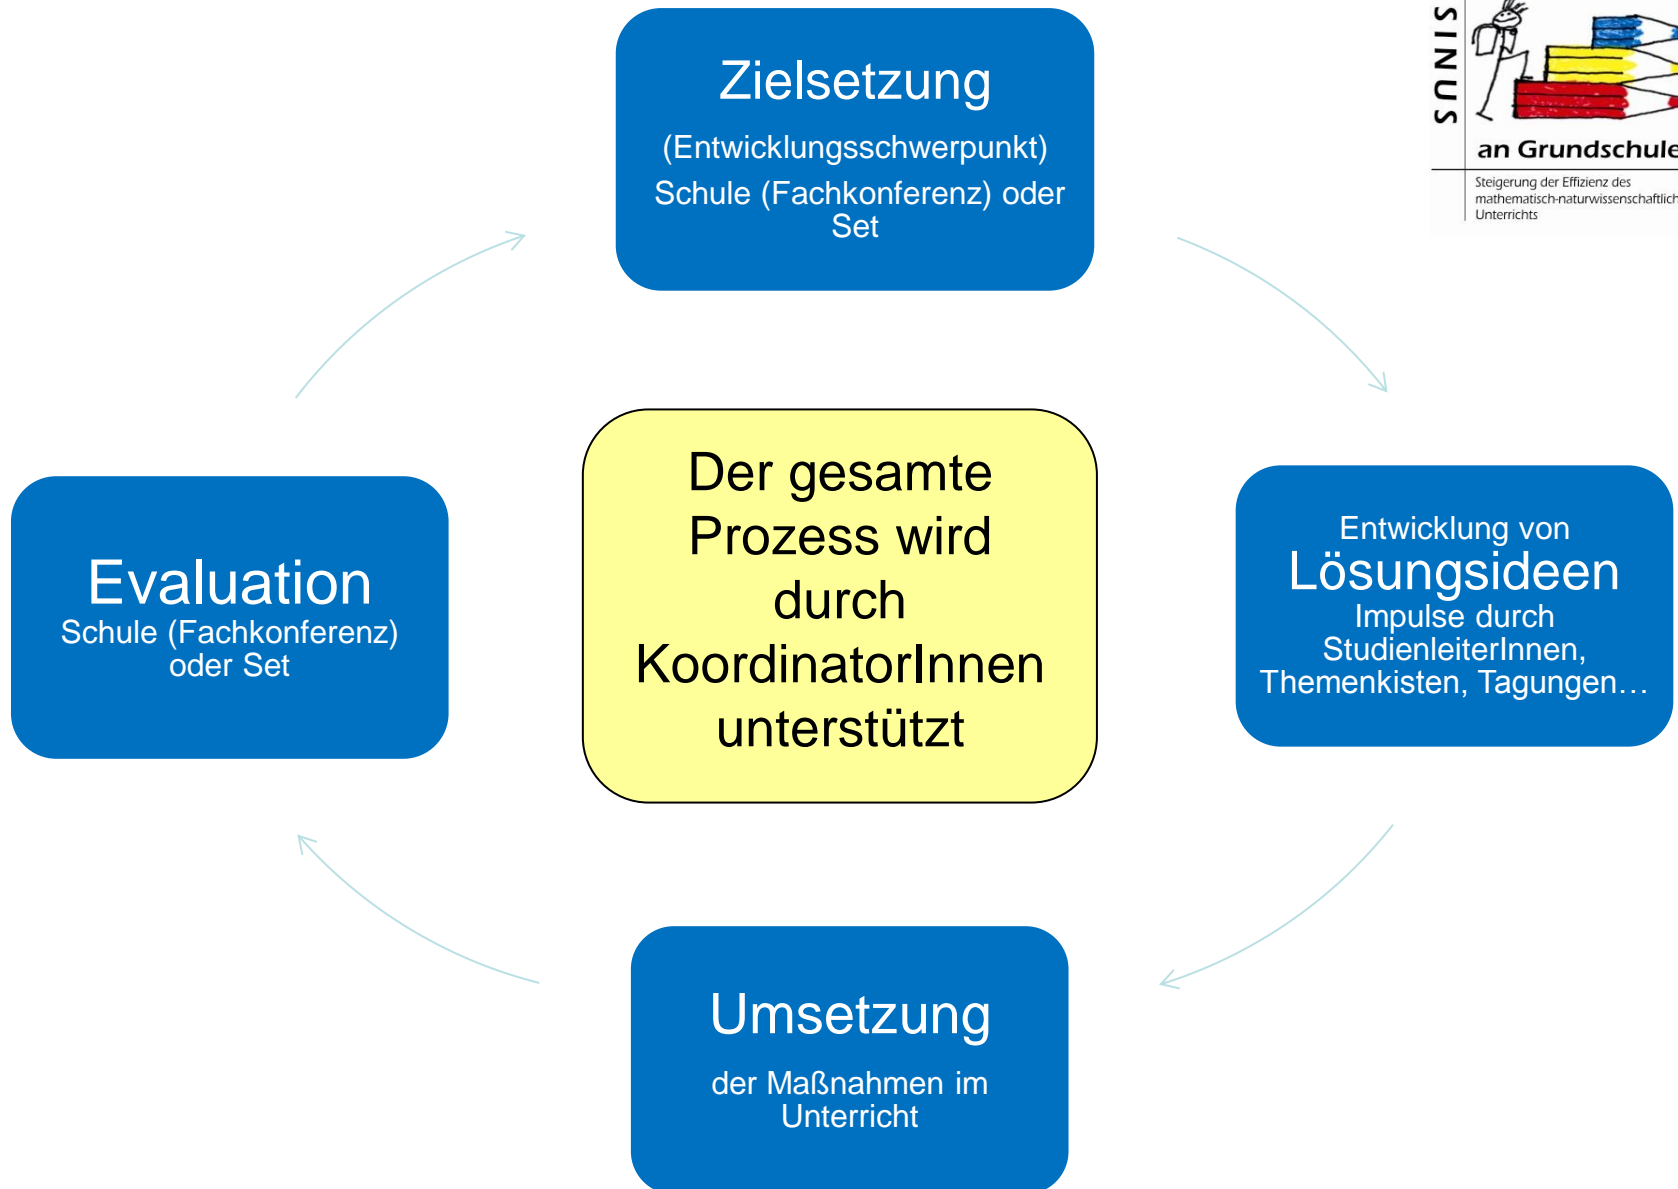 Zielsetzung
(Entwicklungsschwerpunkt)
Schule (Fachkonferenz) oder
Set
SINUS
an Grundschule
Steigerung der Effizienz des
mathematisch-naturwissenschaftlich
Unterrichts
Der gesamte
Prozess wird
durch
KoordinatorInnen
unterstützt
Evaluation
Schule (Fachkonferenz)
oder Set
Entwicklung von
Lösungsideen
Impulse durch
StudienleiterInnen,
Themenkisten, Tagungen…
Umsetzung
der Maßnahmen im
Unterricht